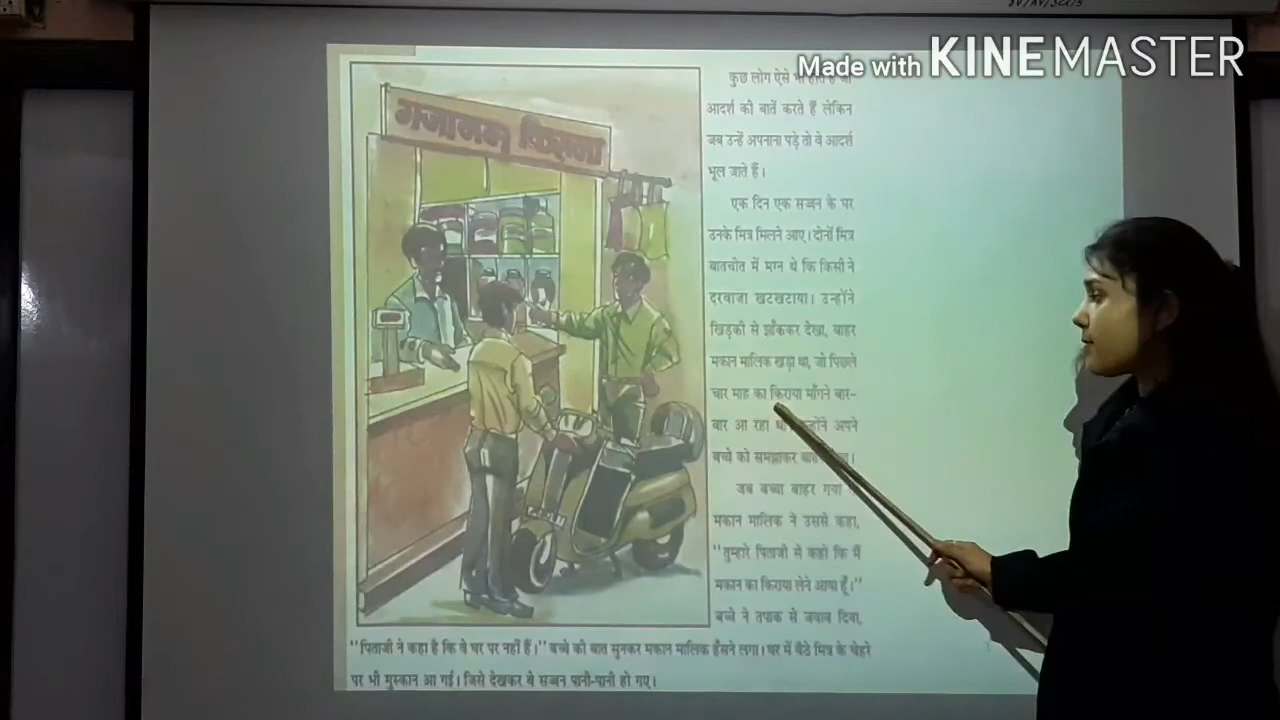 Made with KINEMASTER
गजानन किराना
कुछ लोग ऐसे भी होते हैं जो
आदर्श की बातें करते हैं लेकिन
जब उन्हें अपनाना पड़े तो वे आदर्श
भूल जाते हैं।
एक दिन एक सज्जन के घर
उनके मित्र मिलने आए। दोनों मित्र
बातचीत में मग्न थे कि किसी ने
दरवाजा खटखटाया। उन्होंने
खिड़की से झाँककर देखा, बाहर
मकान मालिक खड़ा था, जो पिछले
चार माह का किराया माँगने बार-
बार आ रहा था। उन्होंने अपने
बच्चे को समझाकर बाहर
जब बच्चा बाहर गया
मकान मालिक ने उससे कहा,
"तुम्हारे पिताजी से कहो कि मैं
मकान का किराया लेने आया हूँ।"
बच्चे ने तपाक से जवाब दिया,
"पिताजी ने कहा है कि वे घर पर नहीं हैं।" बच्चे की बात सुनकर मकान मालिक हँसने लगा। घर में बैठे मित्र के चेहरे
पर भी मुस्कान आ गई। जिसे देखकर वे सज्जन पानी-पानी हो गए।